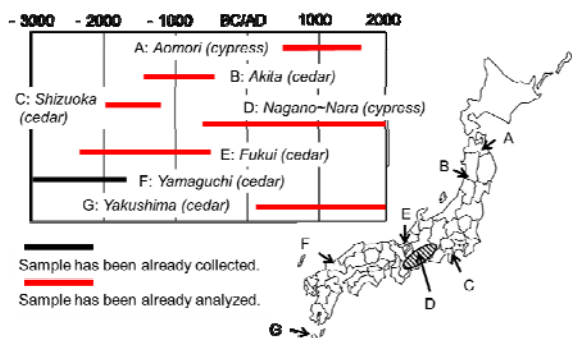 - 3000 - 2000 - 1000 BC/AD 1000 2000
A: Aomori (cypress)
B: Akita (cedar)
C: Shizuoka
(cedar)
D: Nagano~Nara (cypress)
E: Fukui (cedar)
F: Yamaguchi (cedar)
G: Yakushima (cedar)
Sample has been already collected.
Sample has been already analyzed.
A
B
E
F
C
D
G